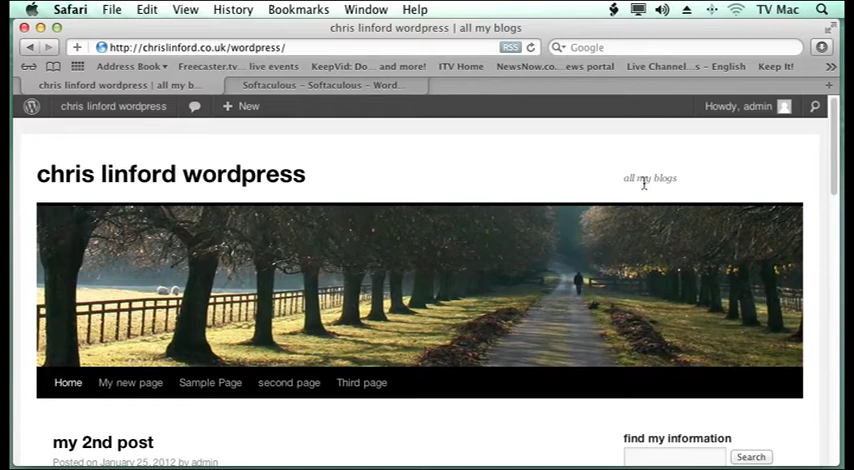 Safari File Edit View History Bookmarks Window Help TV Mac
chris linford wordpress | all my blogs
http://chrislinford.co.uk/wordpress/ RSS Google
Address Book Freecaster.tv__ live events KeepVid: Do... and more! ITV Home NewsNow.co...ews portal Live Channel...s - English Keep It!
chris linford wordpress | all my b... Softaculous – Softaculous – Word...
chris linford wordpress + New Howdy, admin
chris linford wordpress
all my blogs
Home My new page Sample Page second page Third page
my 2nd post
Posted on January 25, 2012 by admin
find my information
Search